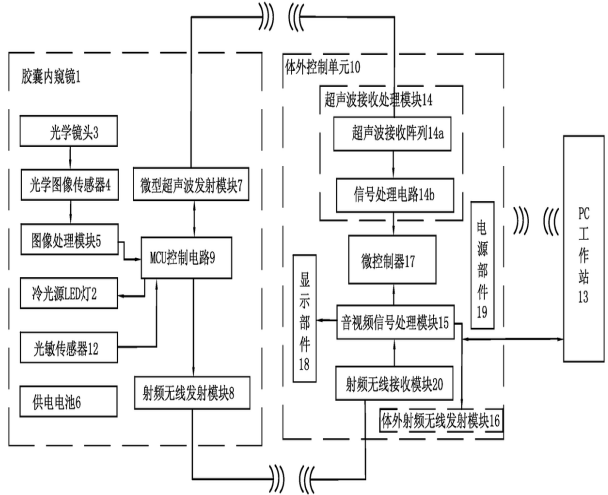 胶囊内窥镜1
光学镜头3
光学图像传感器4
图像处理模块5
冷光源LED灯2
光敏传感器12
供电电池6
微型超声波发射模块7
MCU控制电路9
射频无线发射模块8
体外控制单元10
超声波接收处理模块14
超声波接收阵列14a
信号处理电路14b
微控制器17
音视频信号处理模块15
射频无线接收模块20
体外射频无线发射模块16
显示部件18
电源部件19
PC工作站13